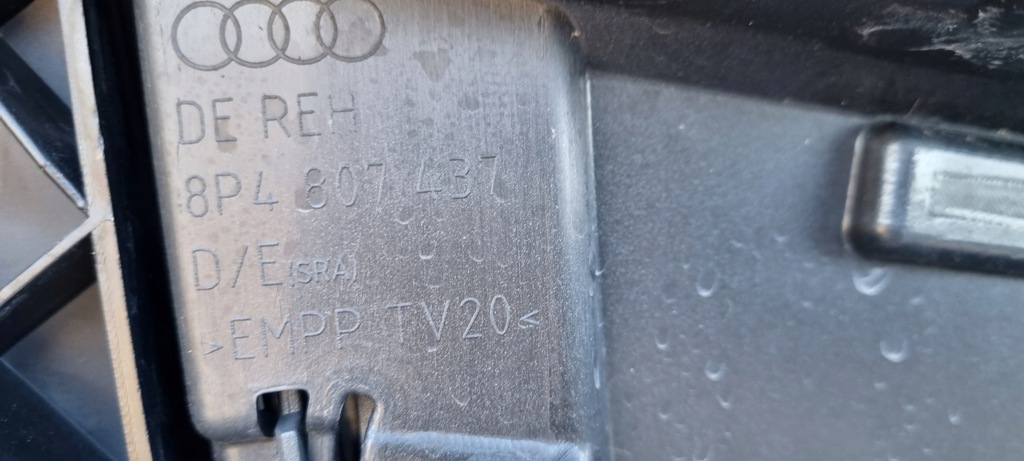 DE REH
8P4 807 437
D/E (SRA)
>EMPP TV20<